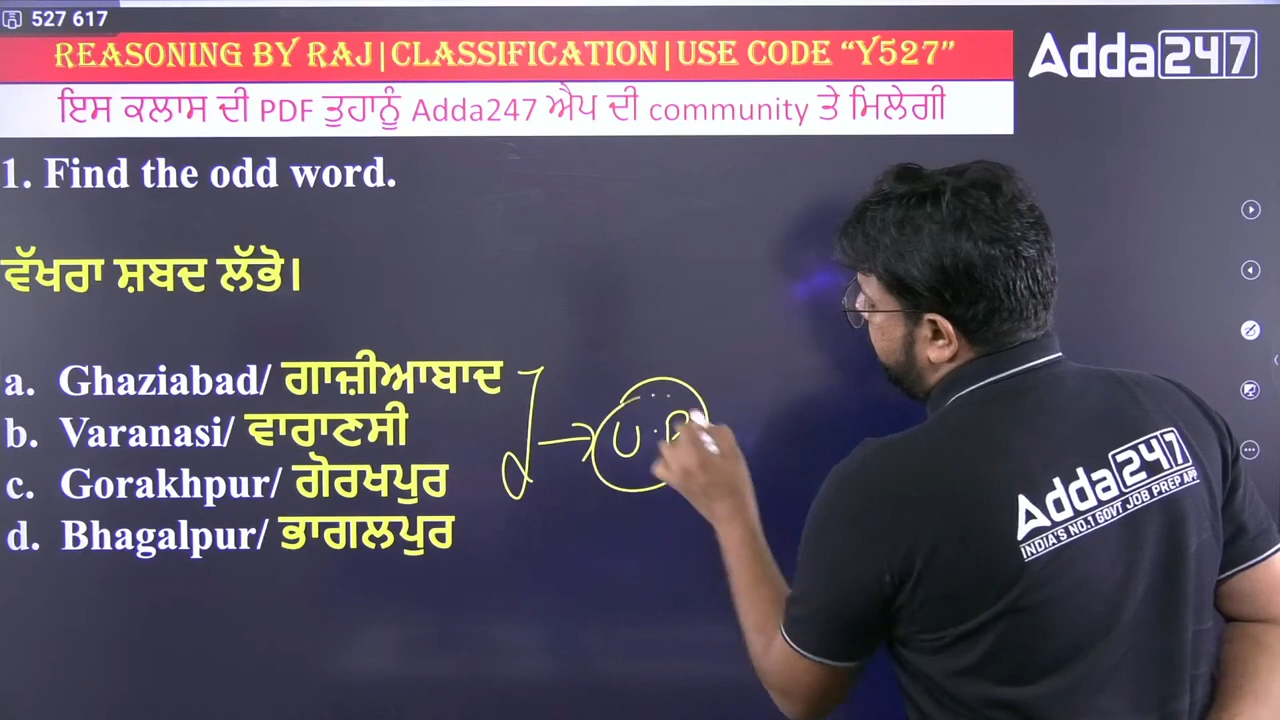 527 617
REASONING BY RAJ|CLASSIFICATION|USE CODE “Y527”
Adda247
ਇਸ ਕਲਾਸ ਦੀ PDF ਤੁਹਾਨੂੰ Adda247 ਐਪ ਦੀ community ਤੇ ਮਿਲੇਗੀ
1. Find the odd word.
ਵੱਖਰਾ ਸ਼ਬਦ ਲੱਭੋ।
a. Ghaziabad/ ਗਾਜ਼ੀਆਬਾਦ
b. Varanasi/ ਵਾਰਾਣਸੀ
c. Gorakhpur/ ਗੋਰਖਪੁਰ
d. Bhagalpur/ ਭਾਗਲਪੁਰ
U.P
Adda247
INDIA'S NO.1 GOVT JOB PREP APP